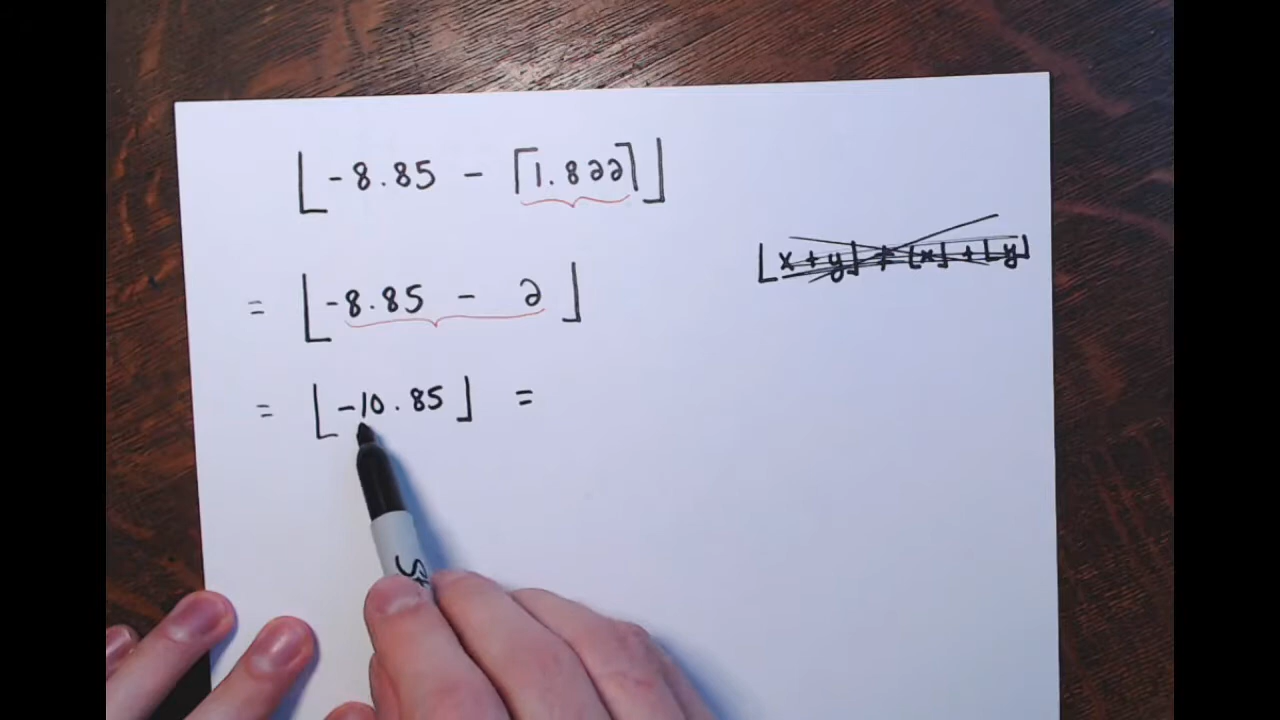 ⌊-8.85 - ⌈1.822⌉⌋
= ⌊-8.85 - 2⌋
= ⌊-10.85⌋ =
⌊x + y⌋ ≠ ⌊x⌋ + ⌊y⌋